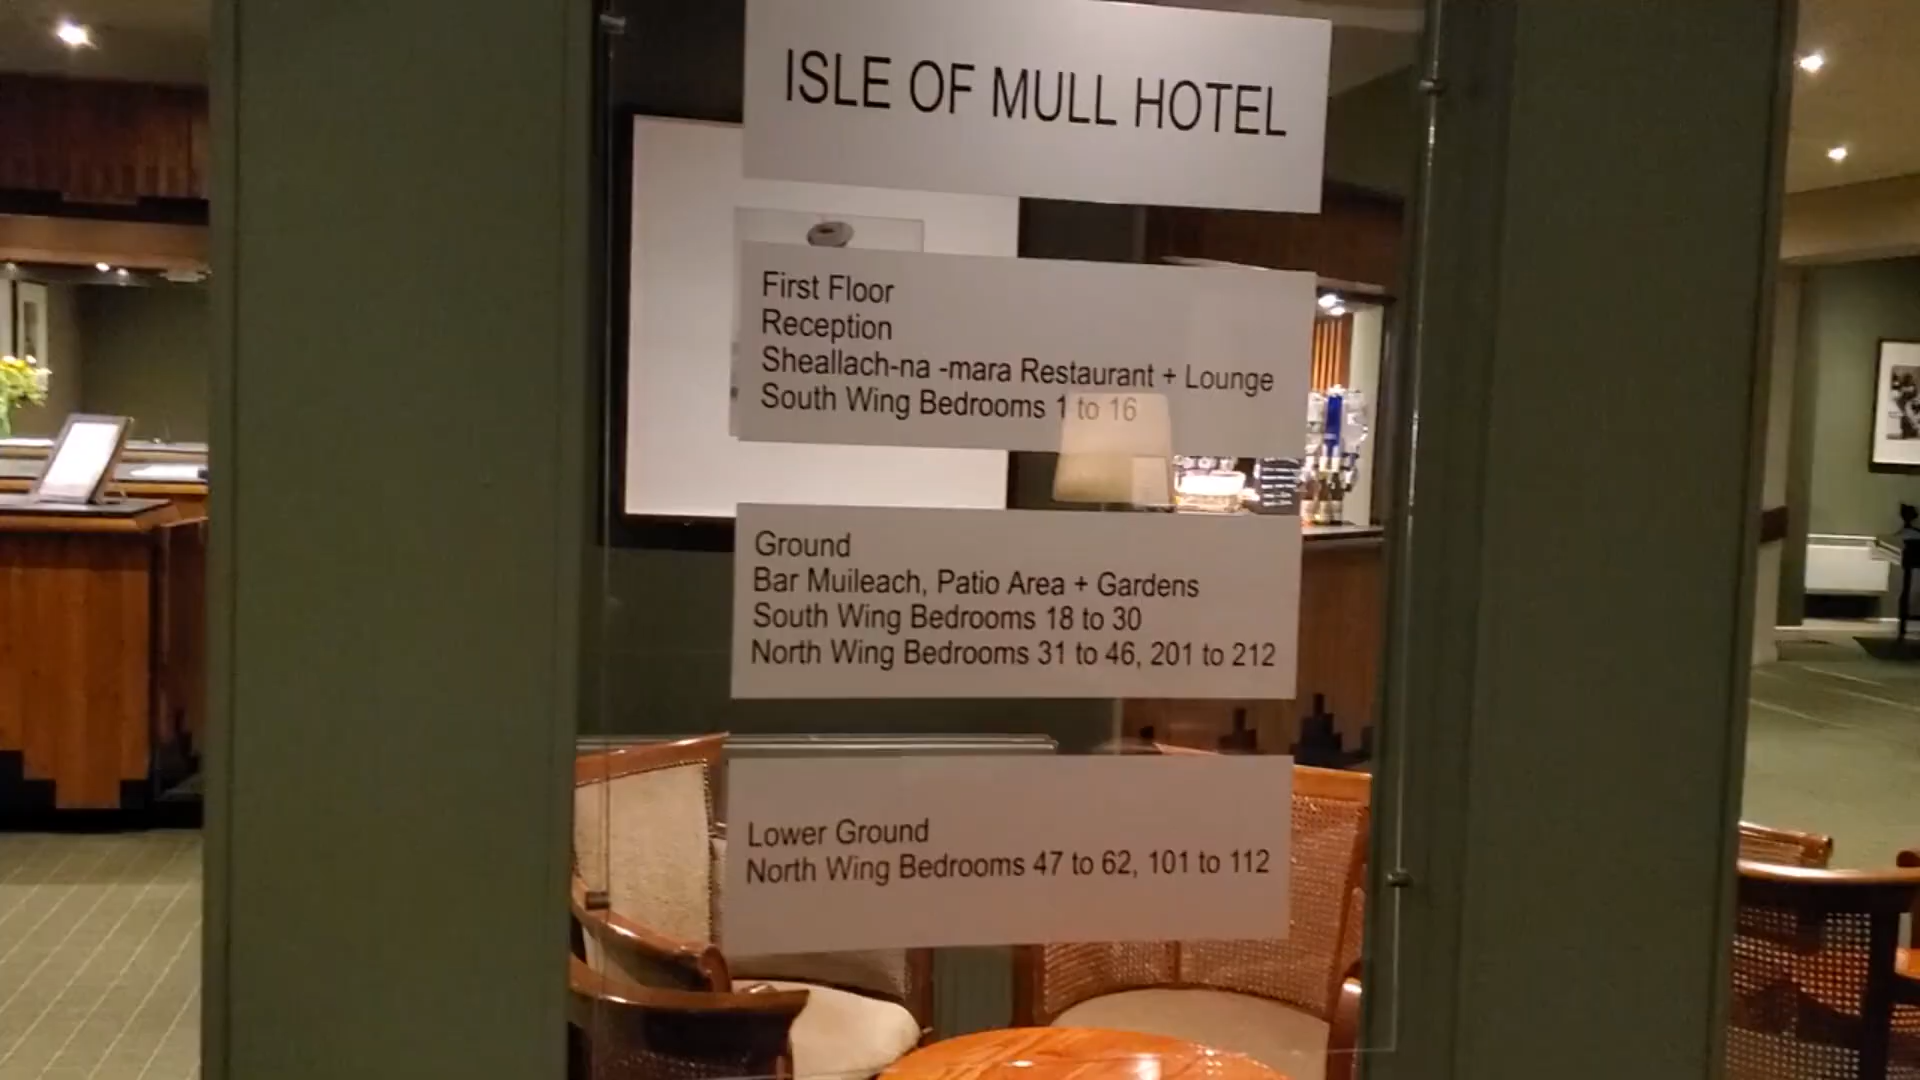 ISLE OF MULL HOTEL
First Floor
Reception
Sheallach-na -mara Restaurant + Lounge
South Wing Bedrooms 1 to 16
Ground
Bar Muileach, Patio Area + Gardens
South Wing Bedrooms 18 to 30
North Wing Bedrooms 31 to 46, 201 to 212
Lower Ground
North Wing Bedrooms 47 to 62, 101 to 112